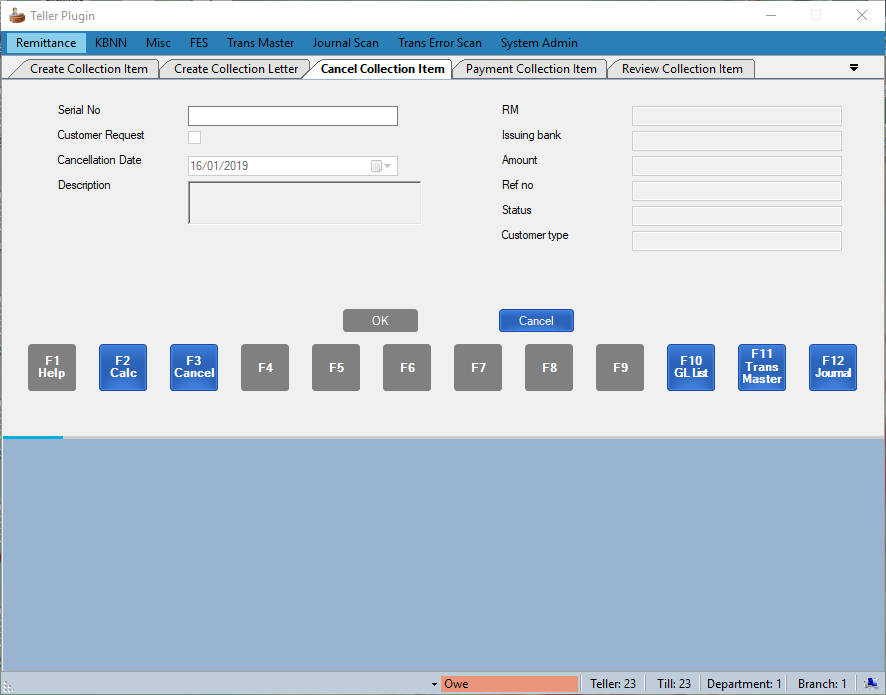 Teller Plugin
Remittance KBNN Misc FES Trans Master Journal Scan Trans Error Scan System Admin
Create Collection Item Create Collection Letter Cancel Collection Item Payment Collection Item Review Collection Item
Serial No
Customer Request
Cancellation Date 16/01/2019
Description
RM
Issuing bank
Amount
Ref no
Status
Customer type
OK Cancel
F1 Help
F2 Calc
F3 Cancel
F4
F5
F6
F7
F8
F9
F10 GL List
F11 Trans Master
F12 Journal
Owe Teller: 23 Till: 23 Department: 1 Branch: 1